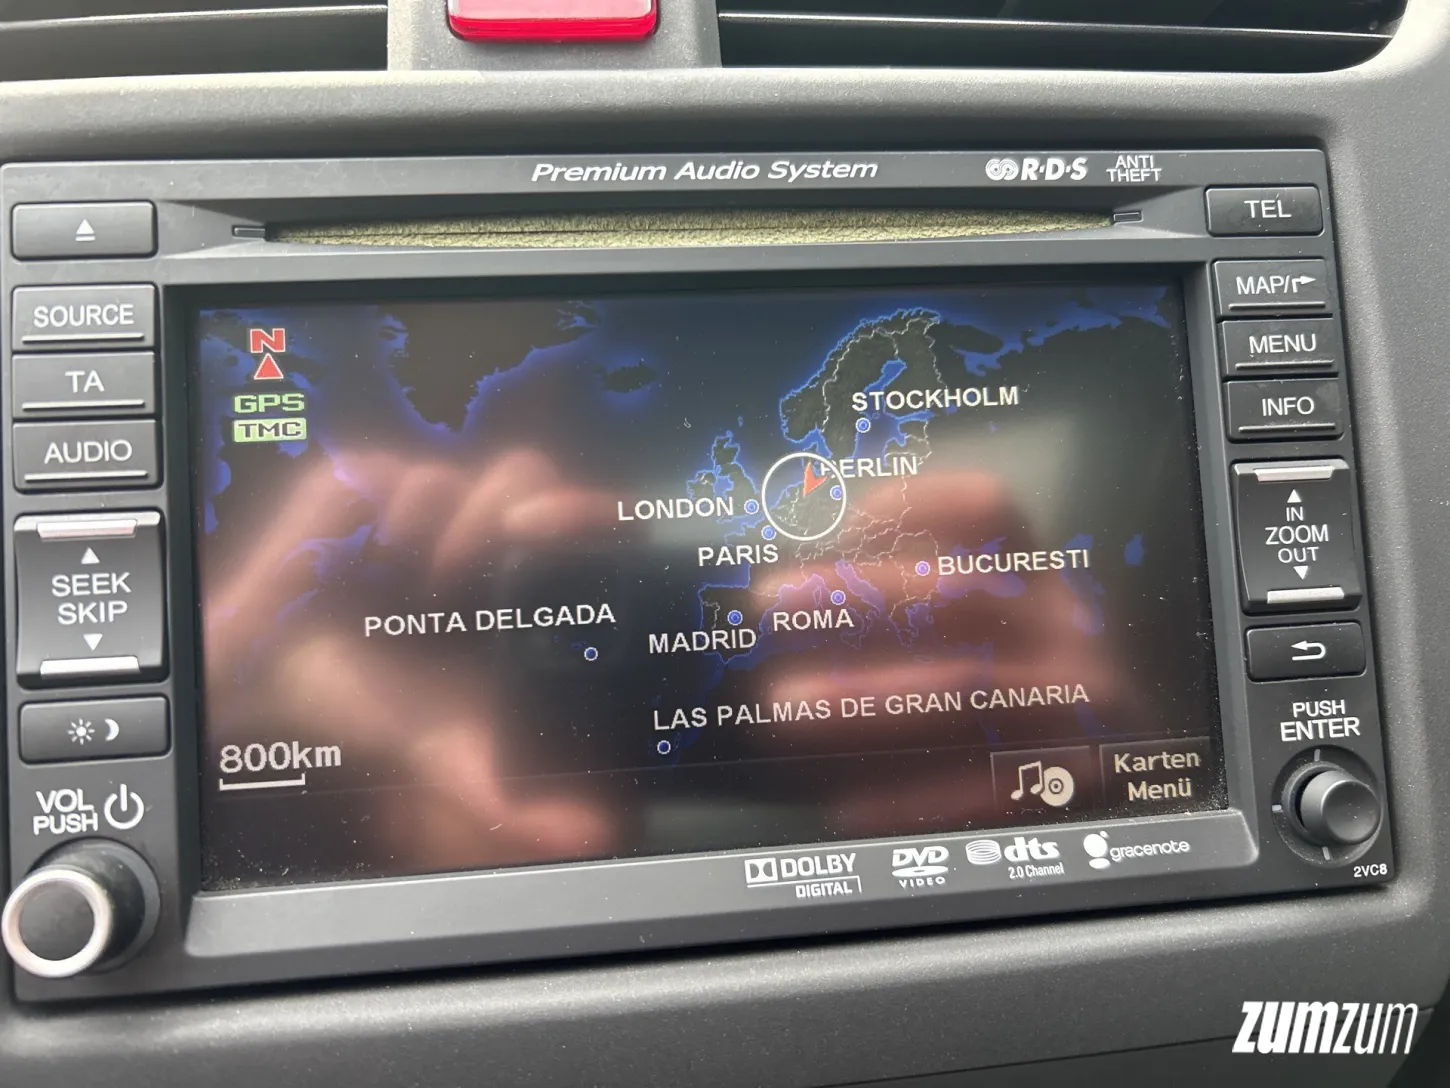 Premium Audio System
R·D·S
ANTI
THEFT
TEL
SOURCE
MAP/
TA
MENU
AUDIO
INFO
SEEK
SKIP
IN
ZOOM
OUT
PUSH
ENTER
VOL
PUSH
N
GPS
TMC
STOCKHOLM
BERLIN
LONDON
PARIS
BUCURESTI
PONTA DELGADA
MADRID
ROMA
LAS PALMAS DE GRAN CANARIA
800km
Karten
Menü
DOLBY
DIGITAL
DVD
VIDEO
dts
2.0 Channel
gracenote
2VC8
zumzum